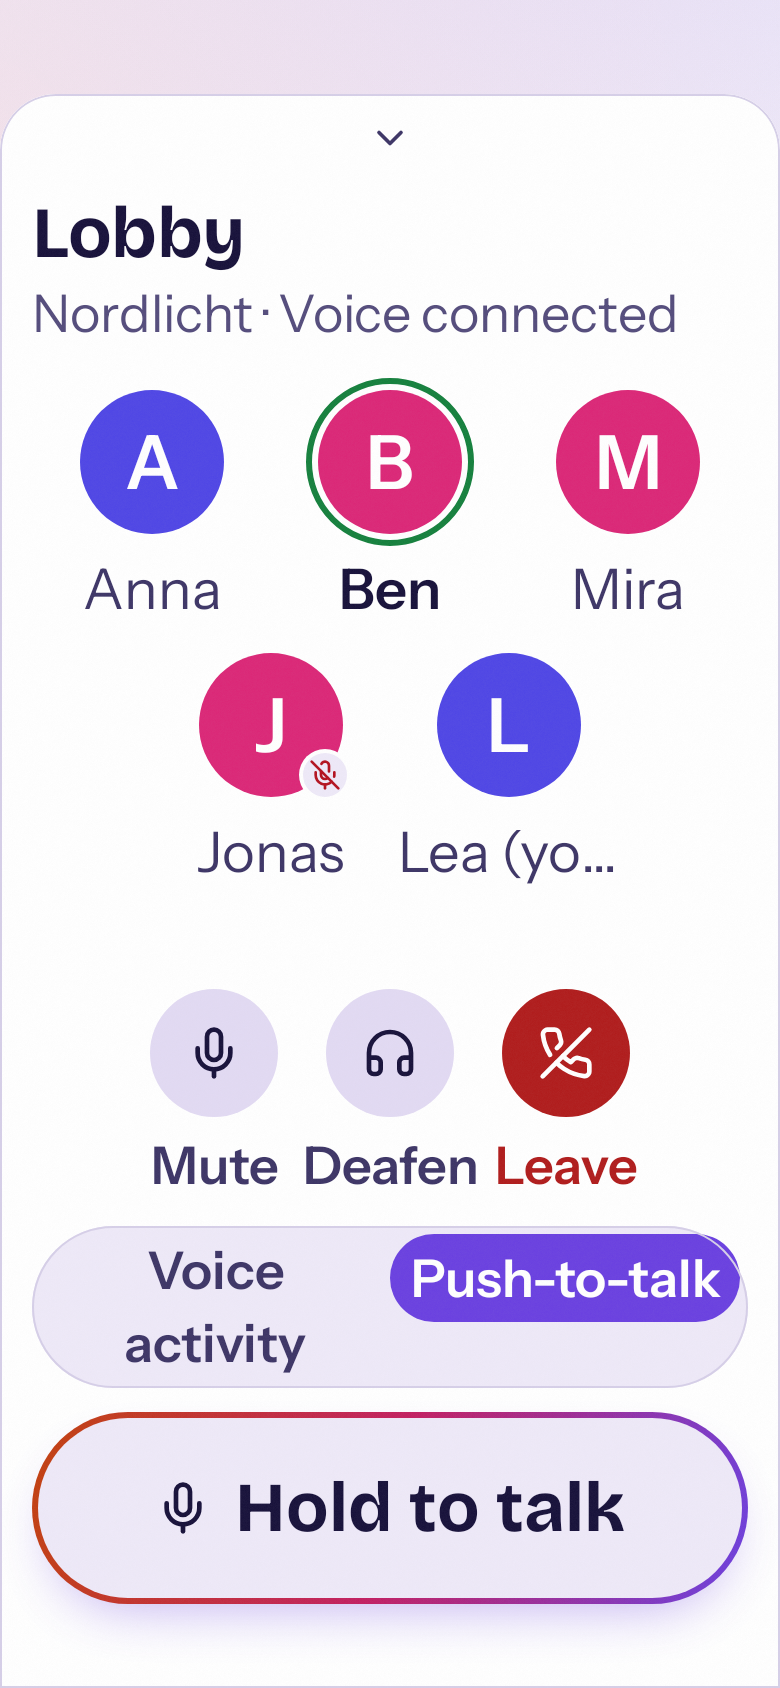 Lobby
Nordlicht · Voice connected
A
B
M
Anna
Ben
Mira
J
L
Jonas
Lea (yo...
Mute
Deafen
Leave
Voice
activity
Push-to-talk
Hold to talk